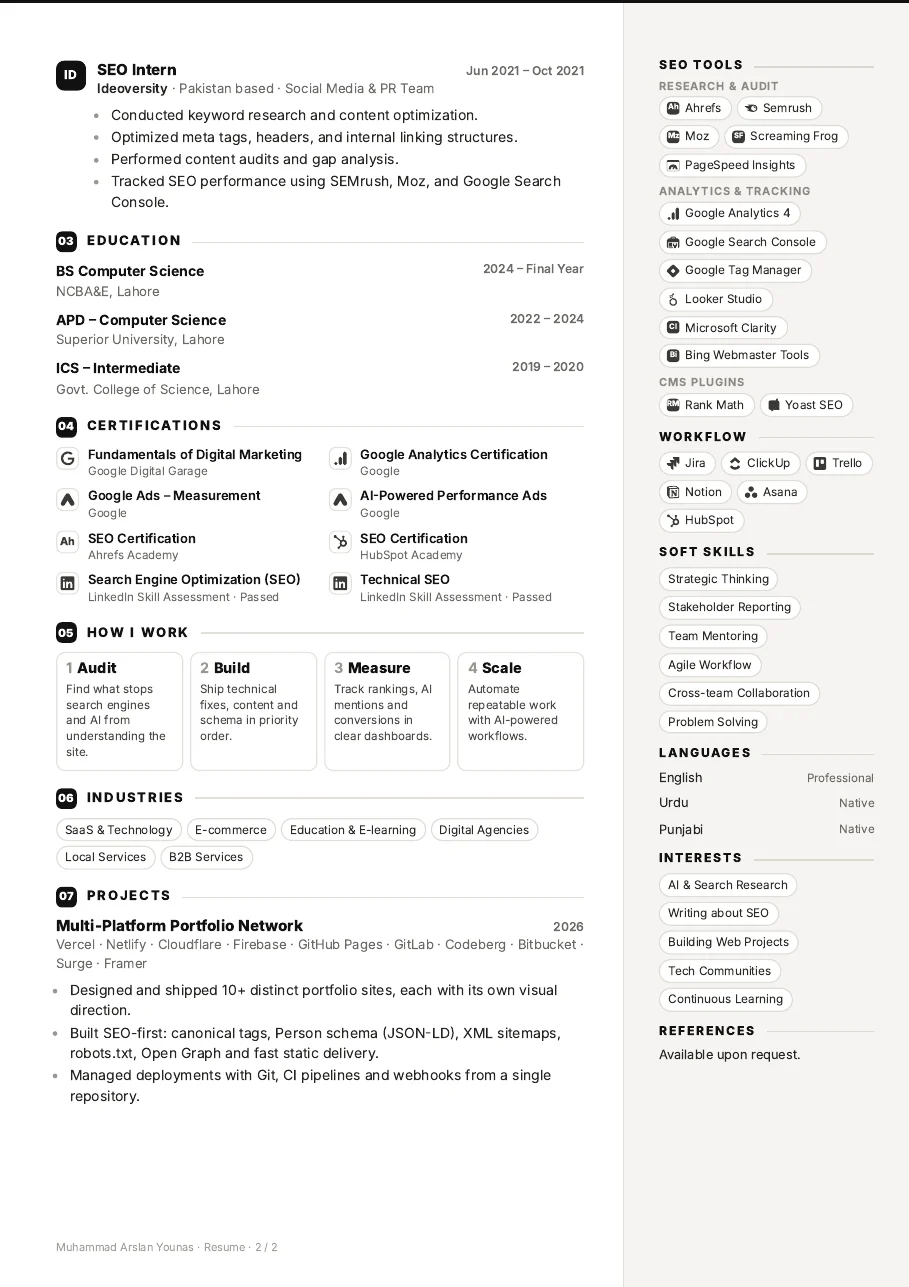 ID
SEO Intern
Jun 2021 – Oct 2021
Ideoversity · Pakistan based · Social Media & PR Team
Conducted keyword research and content optimization.
Optimized meta tags, headers, and internal linking structures.
Performed content audits and gap analysis.
Tracked SEO performance using SEMrush, Moz, and Google Search
Console.
03 EDUCATION
BS Computer Science
2024 – Final Year
NCBA&E, Lahore
APD – Computer Science
2022 – 2024
Superior University, Lahore
ICS – Intermediate
2019 – 2020
Govt. College of Science, Lahore
04 CERTIFICATIONS
Fundamentals of Digital Marketing
Google Digital Garage
Google Analytics Certification
Google
Google Ads – Measurement
Google
AI-Powered Performance Ads
Google
Ah
SEO Certification
Ahrefs Academy
SEO Certification
HubSpot Academy
in
Search Engine Optimization (SEO)
LinkedIn Skill Assessment · Passed
in
Technical SEO
LinkedIn Skill Assessment · Passed
05 HOW I WORK
1 Audit
Find what stops
search engines
and AI from
understanding the
site.
2 Build
Ship technical
fixes, content and
schema in priority
order.
3 Measure
Track rankings, AI
mentions and
conversions in
clear dashboards.
4 Scale
Automate
repeatable work
with AI-powered
workflows.
06 INDUSTRIES
SaaS & Technology
E-commerce
Education & E-learning
Digital Agencies
Local Services
B2B Services
07 PROJECTS
Multi-Platform Portfolio Network
2026
Vercel · Netlify · Cloudflare · Firebase · GitHub Pages · GitLab · Codeberg · Bitbucket ·
Surge · Framer
Designed and shipped 10+ distinct portfolio sites, each with its own visual
direction.
Built SEO-first: canonical tags, Person schema (JSON-LD), XML sitemaps,
robots.txt, Open Graph and fast static delivery.
Managed deployments with Git, CI pipelines and webhooks from a single
repository.
Muhammad Arslan Younas · Resume · 2 / 2
SEO TOOLS
RESEARCH & AUDIT
Ah Ahrefs
Semrush
Mz Moz
SF Screaming Frog
PageSpeed Insights
ANALYTICS & TRACKING
Google Analytics 4
Google Search Console
Google Tag Manager
Looker Studio
Cl Microsoft Clarity
Bi Bing Webmaster Tools
CMS PLUGINS
RM Rank Math
Yoast SEO
WORKFLOW
Jira
ClickUp
Trello
Notion
Asana
HubSpot
SOFT SKILLS
Strategic Thinking
Stakeholder Reporting
Team Mentoring
Agile Workflow
Cross-team Collaboration
Problem Solving
LANGUAGES
English
Professional
Urdu
Native
Punjabi
Native
INTERESTS
AI & Search Research
Writing about SEO
Building Web Projects
Tech Communities
Continuous Learning
REFERENCES
Available upon request.